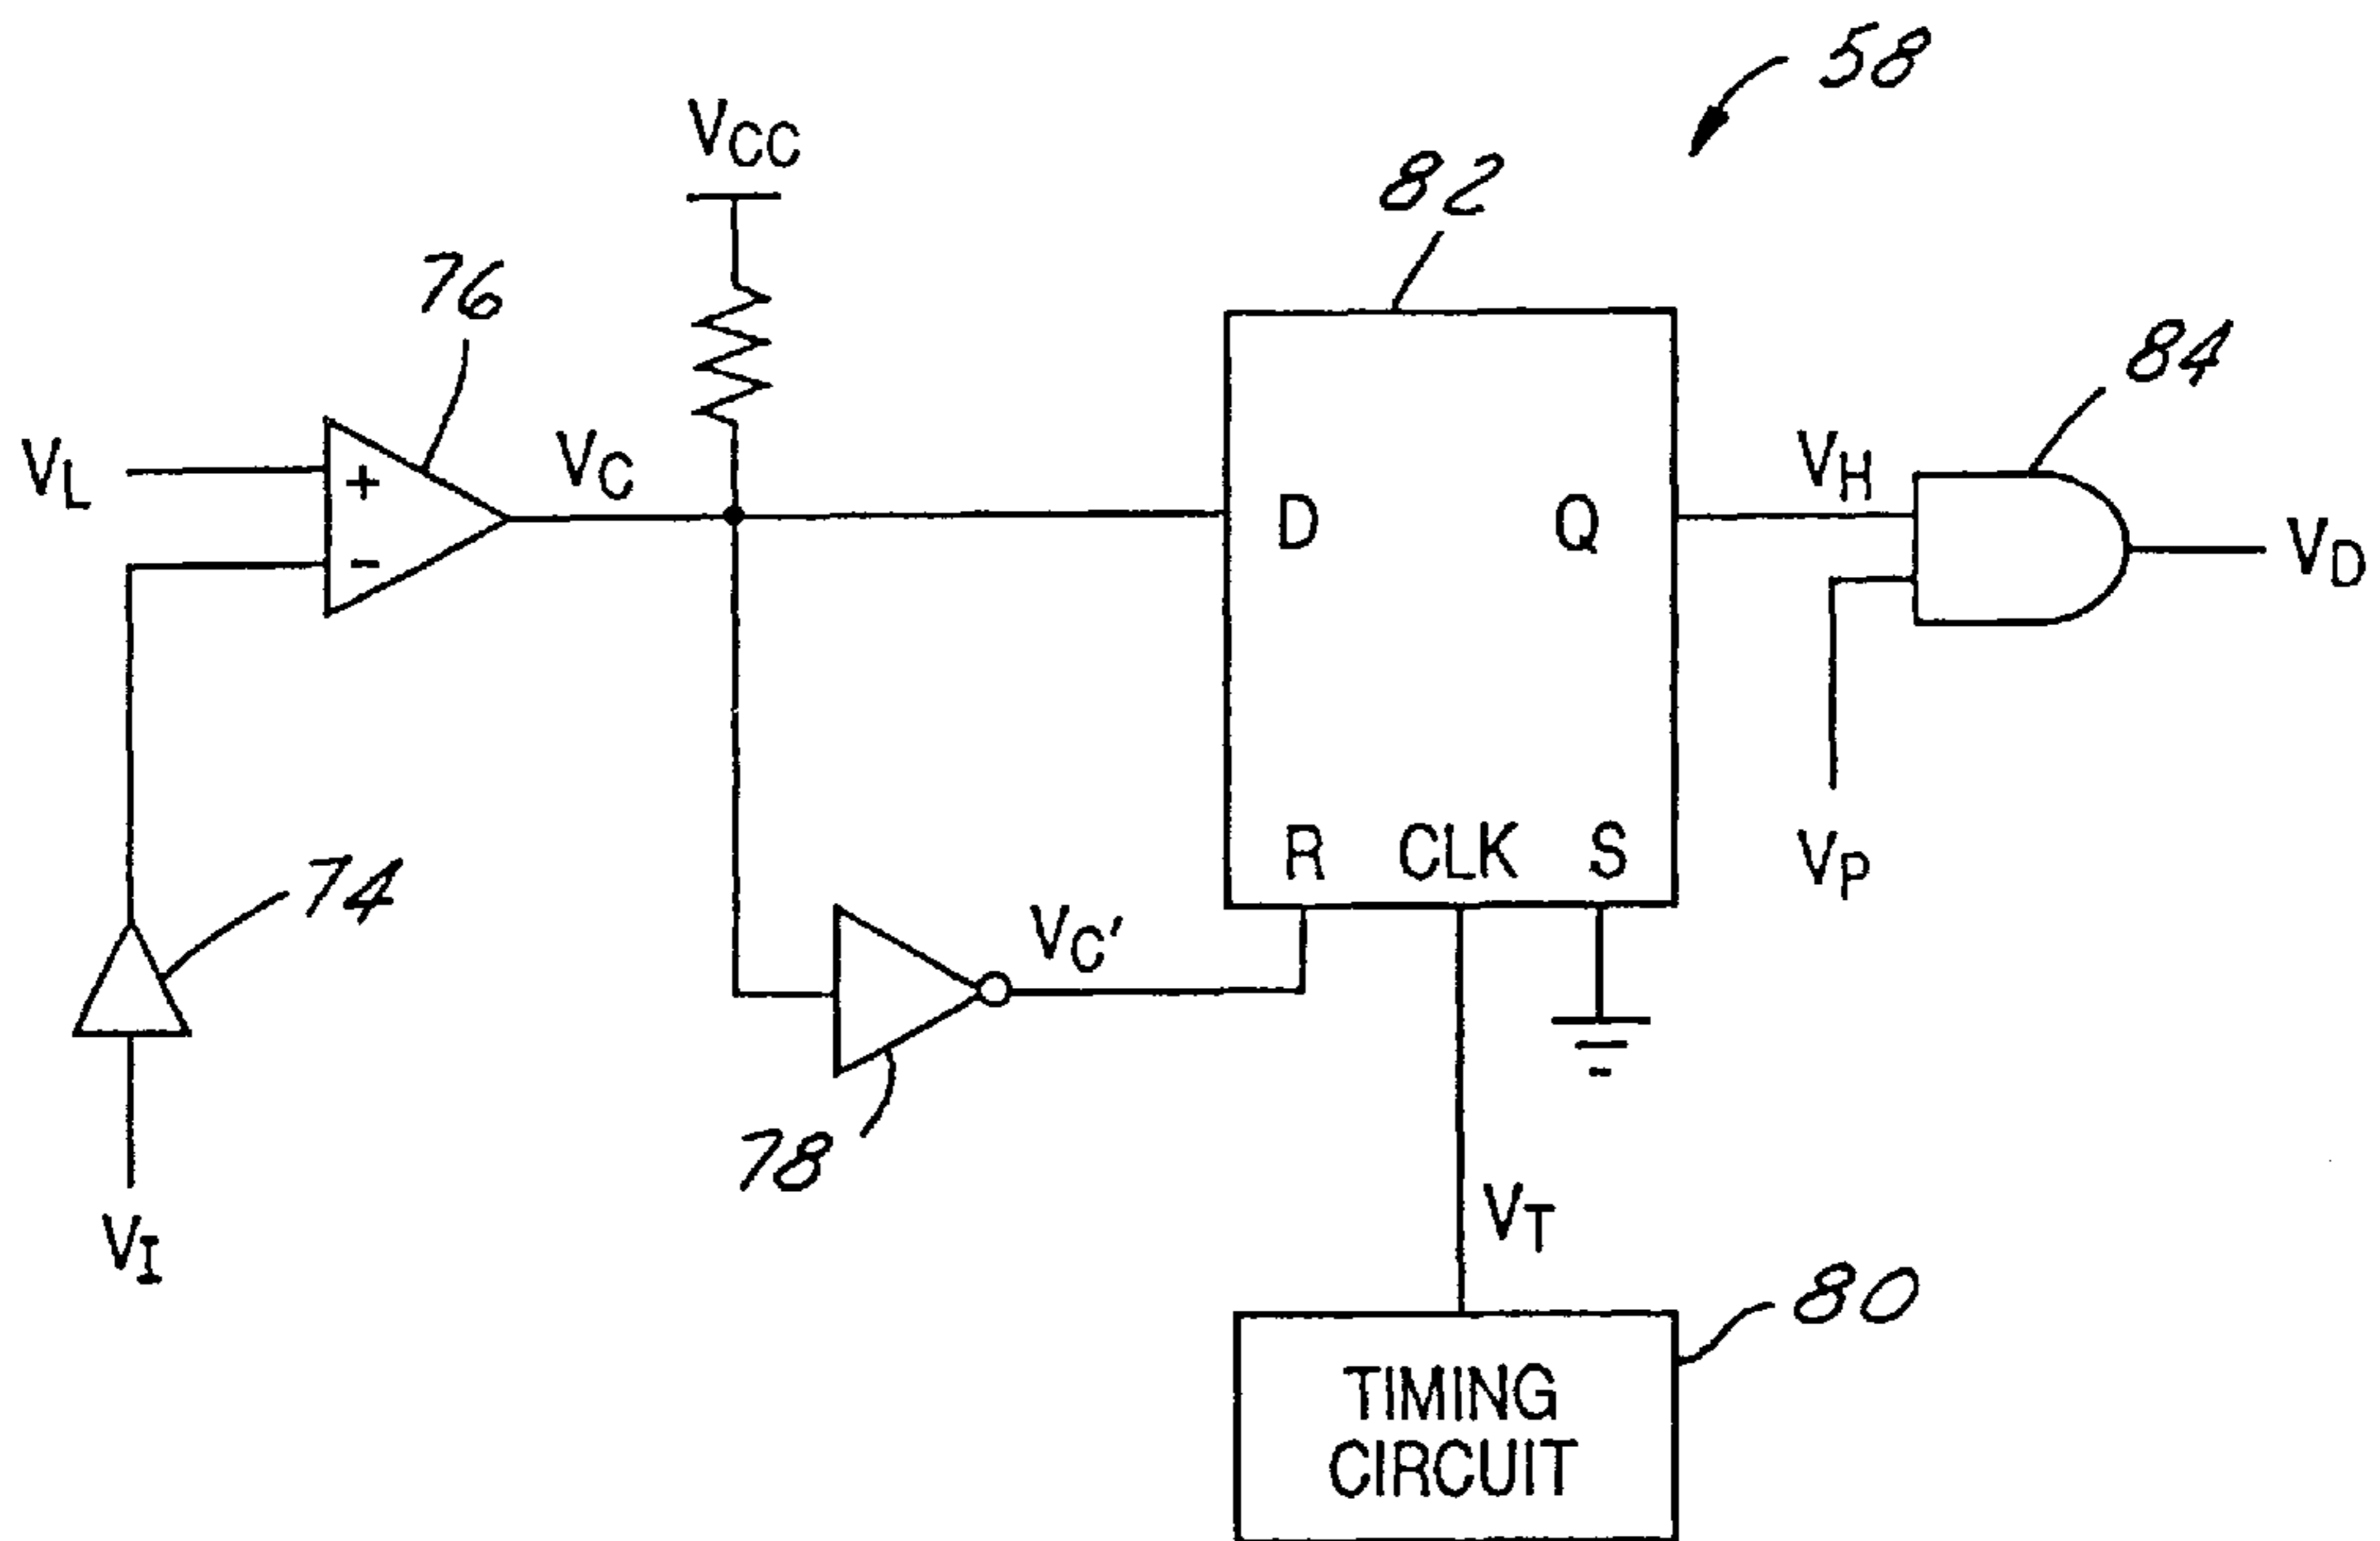 58
VCC
82
76
84
VL
+
VC
VH
D
Q
VD
-
R
CLK
S
VP
74
VC'
78
VT
VI
80
TIMING
CIRCUIT